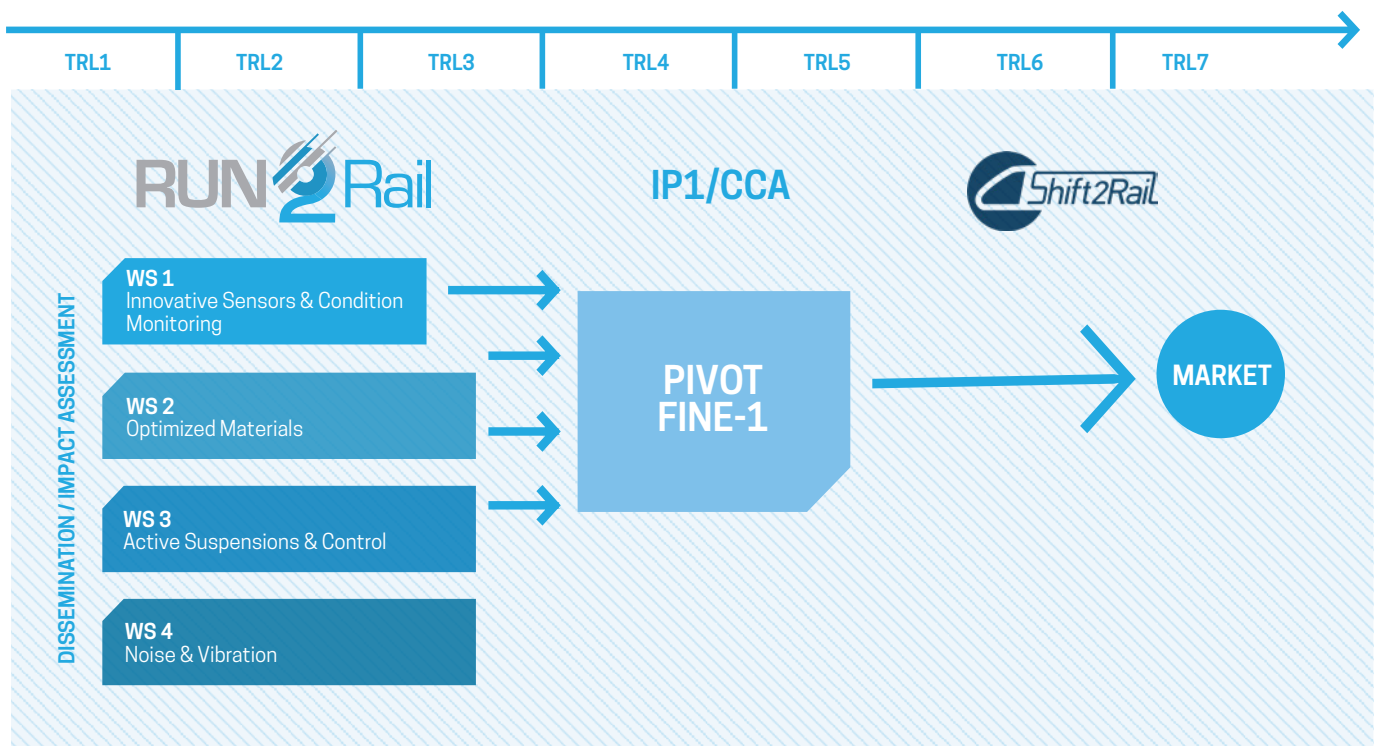 TRL1 TRL2 TRL3 TRL4 TRL5 TRL6 TRL7
RUN2Rail
IP1/CCA
Shift2Rail
DISSEMINATION / IMPACT ASSESSMENT
WS 1
Innovative Sensors & Condition
Monitoring
WS 2
Optimized Materials
WS 3
Active Suspensions & Control
WS 4
Noise & Vibration
PIVOT
FINE-1
MARKET